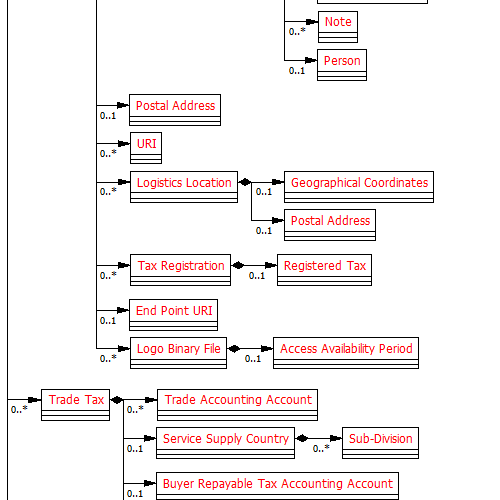 Note
0..*
Person
0..1
Postal Address
0..1
URI
0..*
Logistics Location
0..*
Geographical Coordinates
0..1
Postal Address
0..1
Tax Registration
0..*
Registered Tax
0..1
End Point URI
0..1
Logo Binary File
0..*
Access Availability Period
0..1
Trade Tax
0..*
Trade Accounting Account
0..*
Service Supply Country
0..1
Sub-Division
0..*
Buyer Repayable Tax Accounting Account
0..1